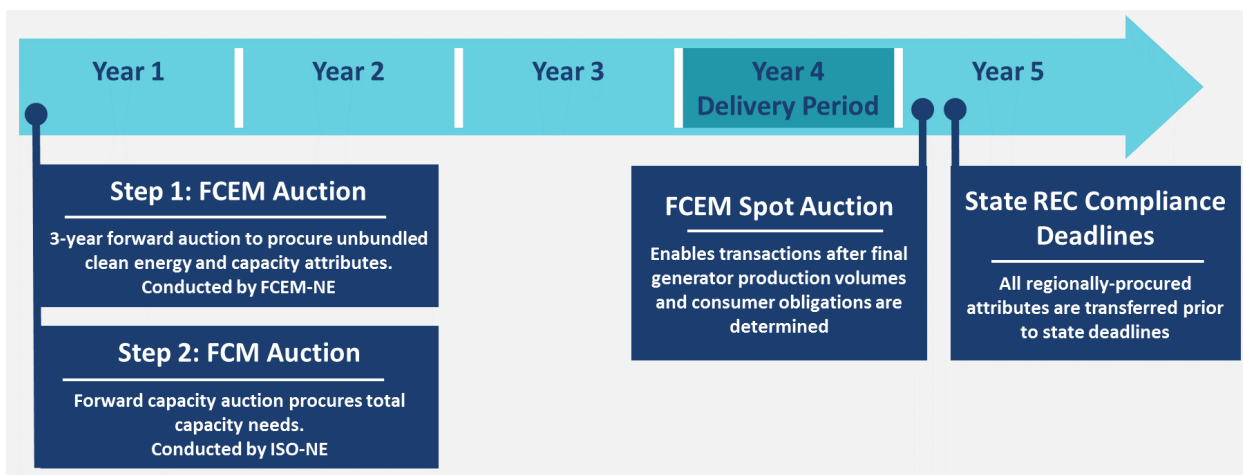 Year 1
Year 2
Year 3
Year 4
Delivery Period
Year 5
Step 1: FCEM Auction
3-year forward auction to procure unbundled
clean energy and capacity attributes.
Conducted by FCEM-NE
Step 2: FCM Auction
Forward capacity auction procures total
capacity needs.
Conducted by ISO-NE
FCEM Spot Auction
Enables transactions after final
generator production volumes
and consumer obligations are
determined
State REC Compliance
Deadlines
All regionally-procured
attributes are transferred prior
to state deadlines